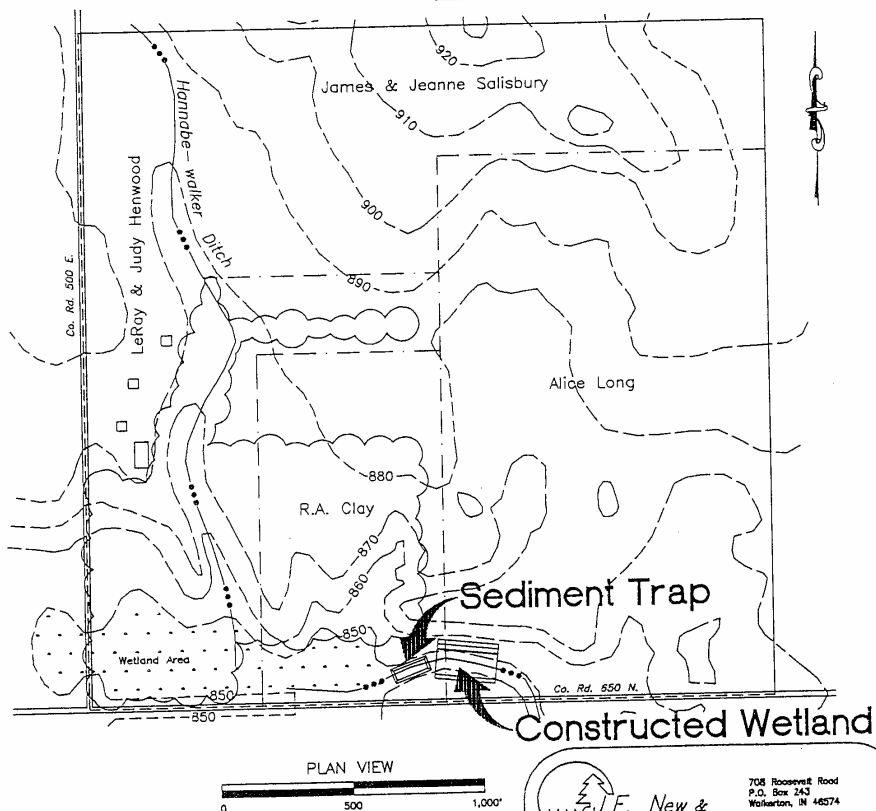 920
James & Jeanne Salisbury
910
Hannabe-walker Ditch
LeRay & Judy Henwood
900
Co. Rd. 500 E.
890
Alice Long
880
R.A. Clay
870
860
Sediment Trap
850
Wetland Area
850
Co. Rd. 650 N.
850
Constructed Wetland
PLAN VIEW
0 500 1,000'
J.F. New &
708 Roosevelt Road
P.O. Box 243
Walkerton, IN 46574